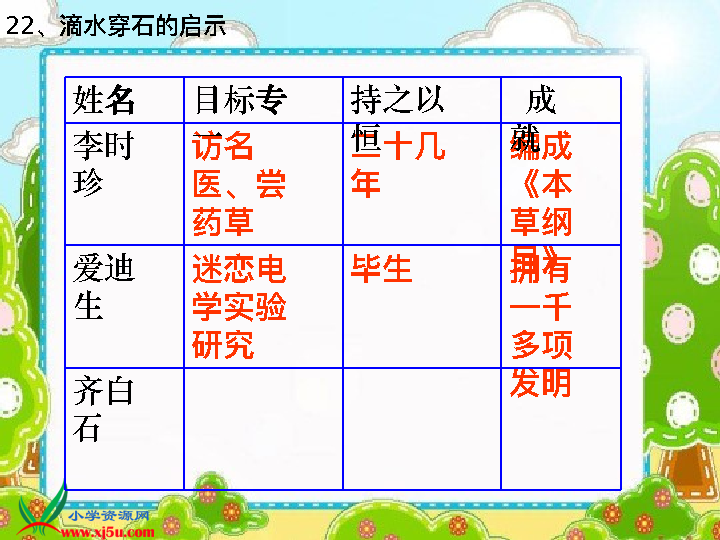 22、滴水穿石的启示
姓名 目标专一 持之以恒 成就
李时珍 访名医、尝药草 二十几年 编成《本草纲目》
爱迪生 迷恋电学实验研究 毕生 拥有一千多项发明
齐白石
小学资源网
www.xj5u.com